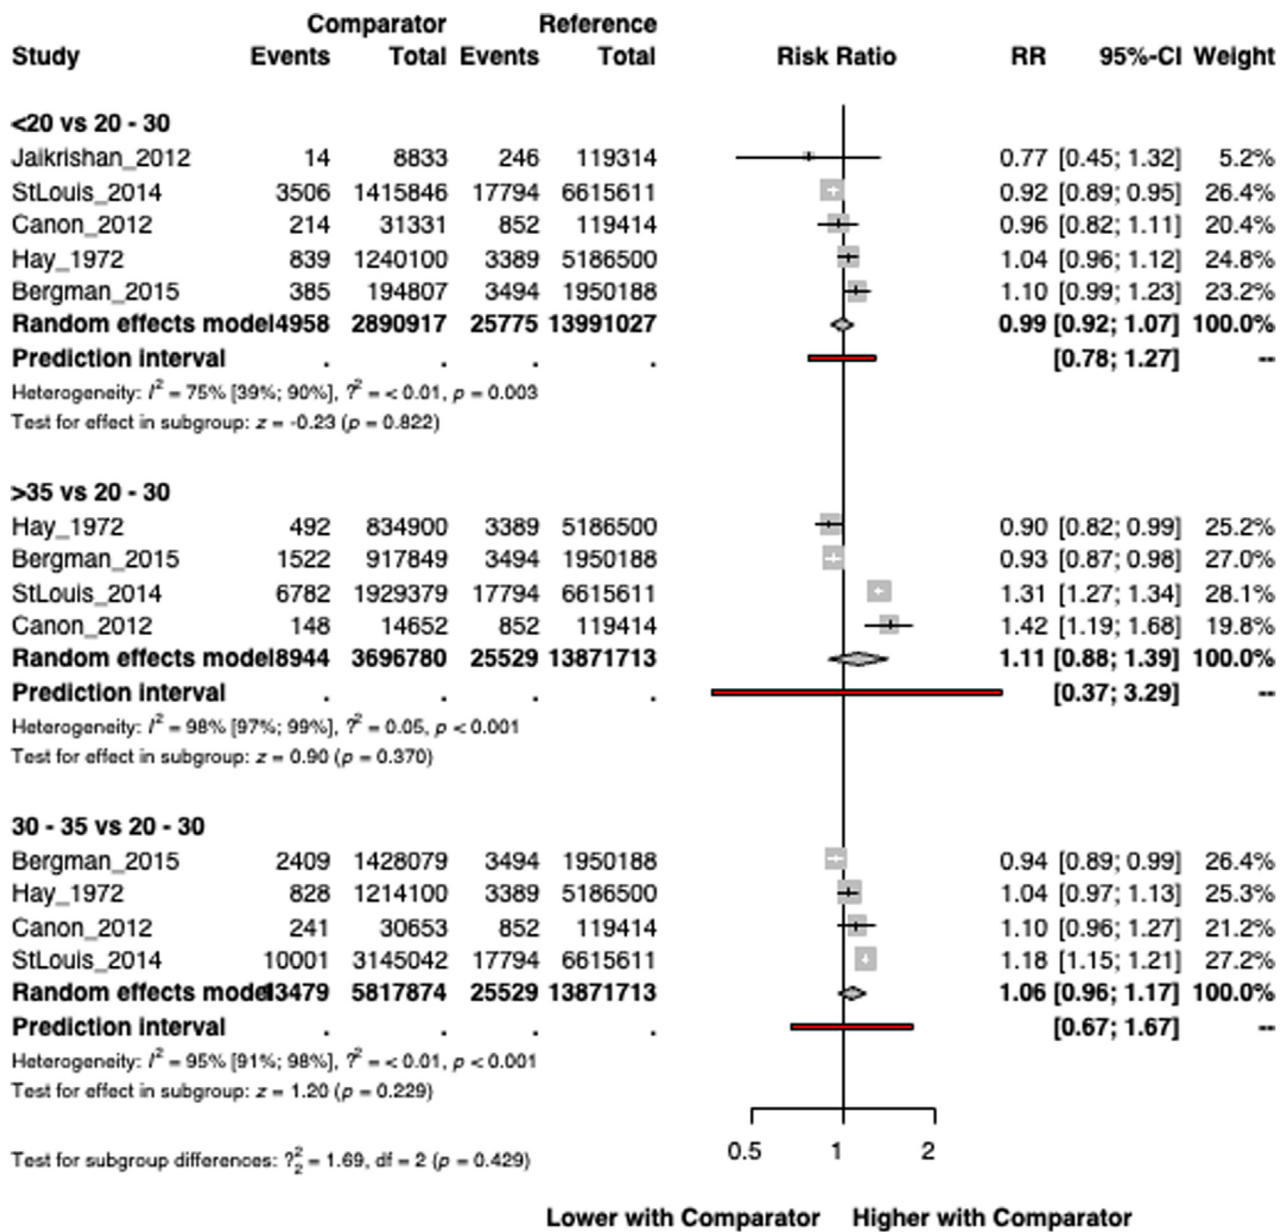 Comparator Reference
Study Events Total Events Total Risk Ratio RR 95%-CI Weight
<20 vs 20 - 30
Jaikrishan_2012 14 8833 246 119314 0.77 [0.45; 1.32] 5.2%
StLouis_2014 3506 1415846 17794 6615611 0.92 [0.89; 0.95] 26.4%
Canon_2012 214 31331 852 119414 0.96 [0.82; 1.11] 20.4%
Hay_1972 839 1240100 3389 5186500 1.04 [0.96; 1.12] 24.8%
Bergman_2015 385 194807 3494 1950188 1.10 [0.99; 1.23] 23.2%
Random effects model 4958 2890917 25775 13991027 0.99 [0.92; 1.07] 100.0%
Prediction interval . . . . [0.78; 1.27] --
Heterogeneity: I² = 75% [39%; 90%], ?² = < 0.01, p = 0.003
Test for effect in subgroup: z = -0.23 (p = 0.822)
>35 vs 20 - 30
Hay_1972 492 834900 3389 5186500 0.90 [0.82; 0.99] 25.2%
Bergman_2015 1522 917849 3494 1950188 0.93 [0.87; 0.98] 27.0%
StLouis_2014 6782 1929379 17794 6615611 1.31 [1.27; 1.34] 28.1%
Canon_2012 148 14652 852 119414 1.42 [1.19; 1.68] 19.8%
Random effects model 8944 3696780 25529 13871713 1.11 [0.88; 1.39] 100.0%
Prediction interval . . . . [0.37; 3.29] --
Heterogeneity: I² = 98% [97%; 99%], ?² = 0.05, p < 0.001
Test for effect in subgroup: z = 0.90 (p = 0.370)
30 - 35 vs 20 - 30
Bergman_2015 2409 1428079 3494 1950188 0.94 [0.89; 0.99] 26.4%
Hay_1972 828 1214100 3389 5186500 1.04 [0.97; 1.13] 25.3%
Canon_2012 241 30653 852 119414 1.10 [0.96; 1.27] 21.2%
StLouis_2014 10001 3145042 17794 6615611 1.18 [1.15; 1.21] 27.2%
Random effects model 13479 5817874 25529 13871713 1.06 [0.96; 1.17] 100.0%
Prediction interval . . . . [0.67; 1.67] --
Heterogeneity: I² = 95% [91%; 98%], ?² = < 0.01, p < 0.001
Test for effect in subgroup: z = 1.20 (p = 0.229)
0.5 1 2
Test for subgroup differences: ?²₂ = 1.69, df = 2 (p = 0.429)
Lower with Comparator Higher with Comparator